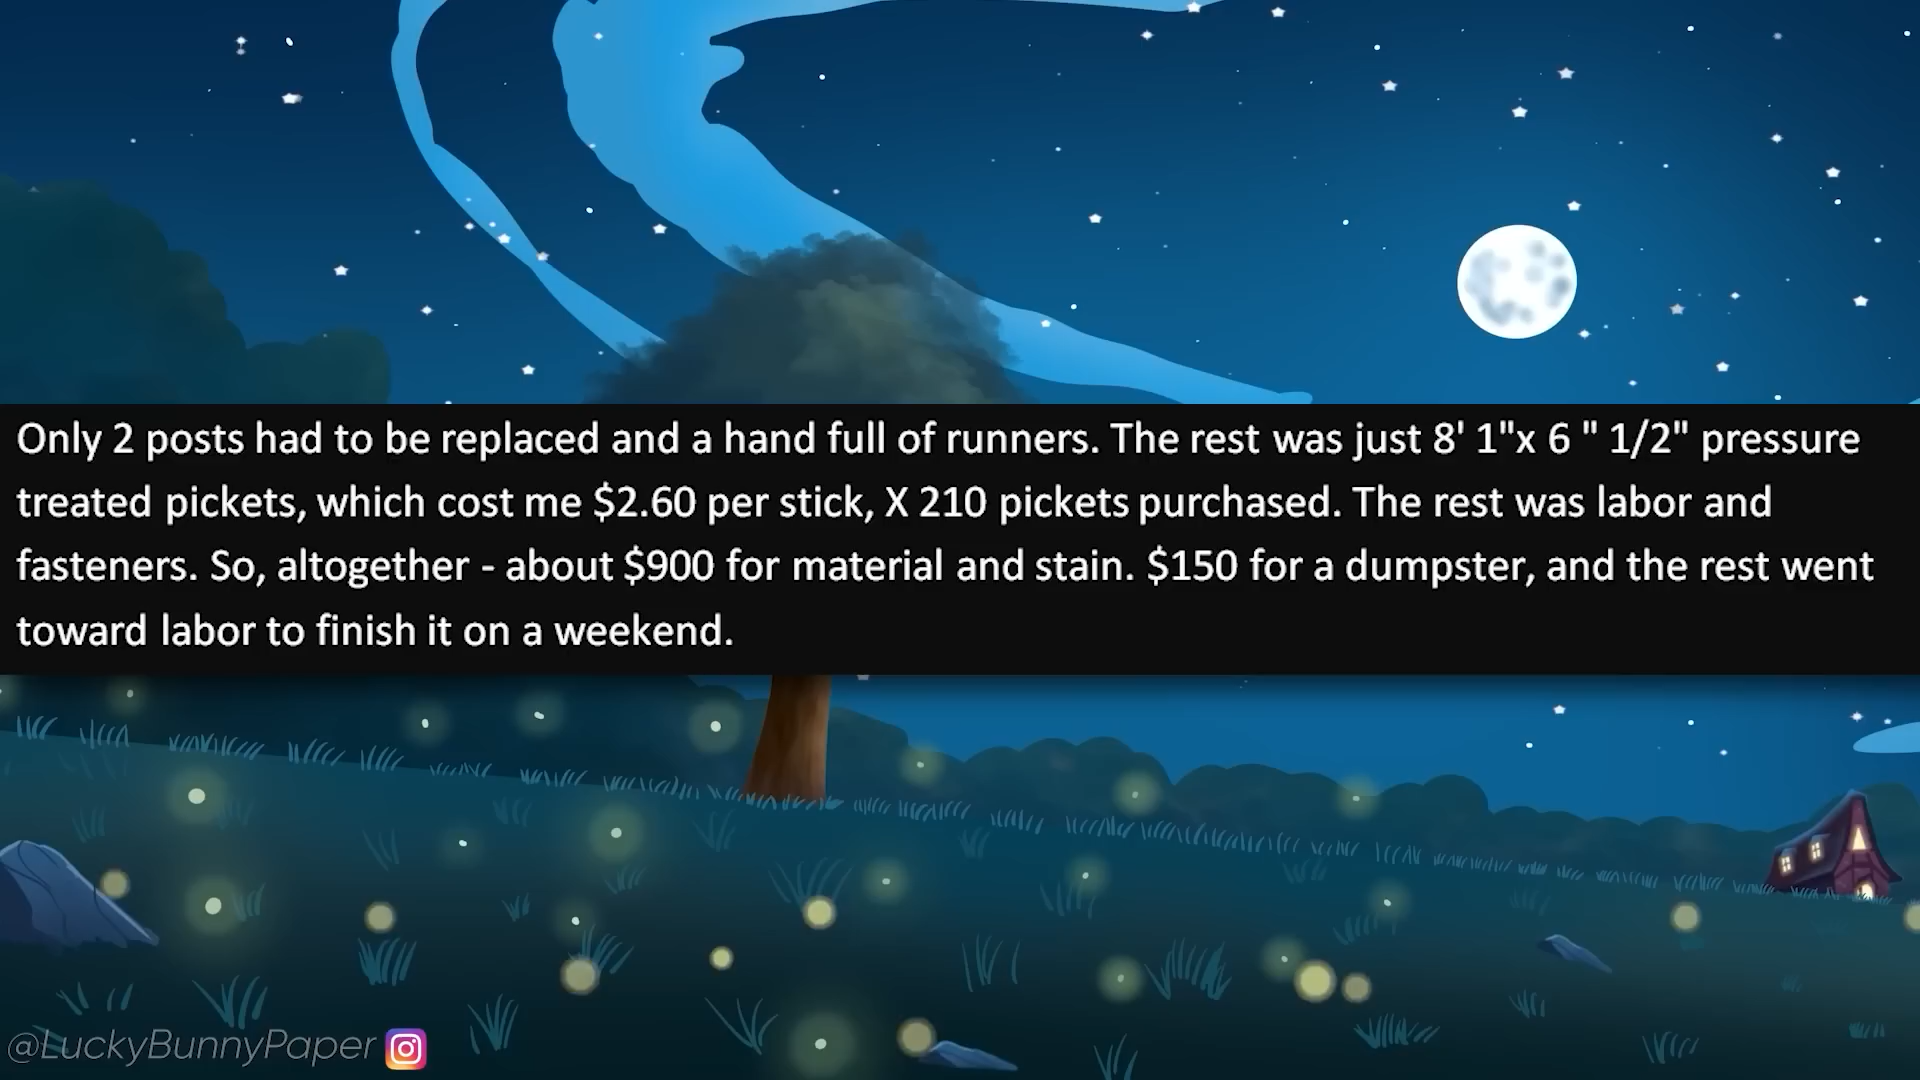 Only 2 posts had to be replaced and a hand full of runners. The rest was just 8' 1"x 6 " 1/2" pressure
treated pickets, which cost me $2.60 per stick, X 210 pickets purchased. The rest was labor and
fasteners. So, altogether - about $900 for material and stain. $150 for a dumpster, and the rest went
toward labor to finish it on a weekend.
@LuckyBunnyPaper